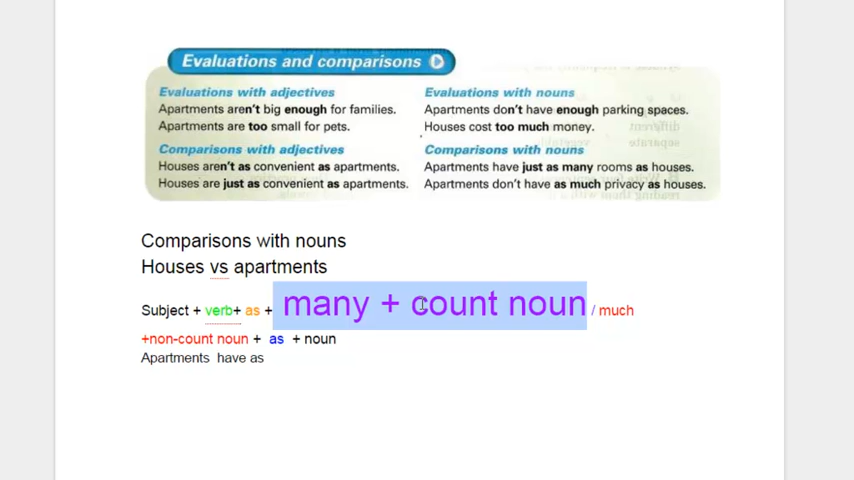 Evaluations and comparisons
Evaluations with adjectives
Apartments aren't big enough for families.
Apartments are too small for pets.
Comparisons with adjectives
Houses aren't as convenient as apartments.
Houses are just as convenient as apartments.
Evaluations with nouns
Apartments don't have enough parking spaces.
Houses cost too much money.
Comparisons with nouns
Apartments have just as many rooms as houses.
Apartments don't have as much privacy as houses.
Comparisons with nouns
Houses vs apartments
Subject + verb+ as + many + count noun / much
+non-count noun + as + noun
Apartments have as